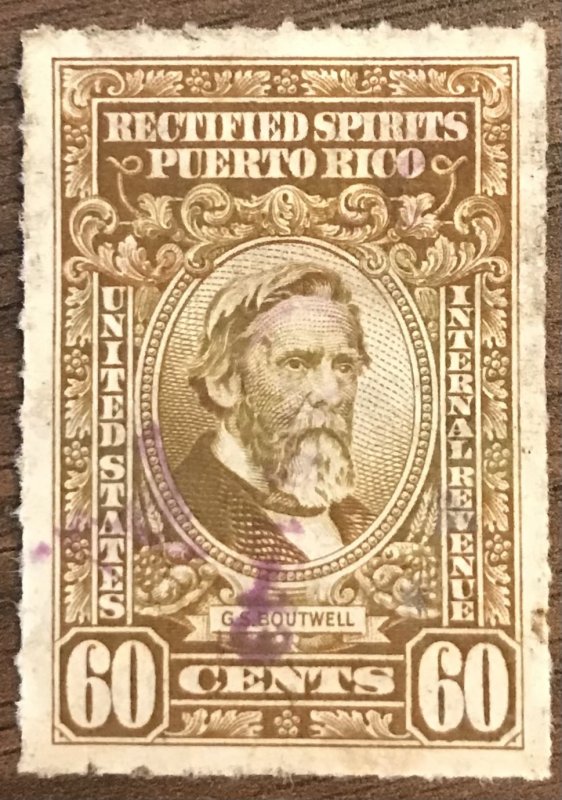 RECTIFIED SPIRITS
PUERTO RICO
UNITED STATES
INTERNAL REVENUE
G.S. BOUTWELL
60 CENTS 60